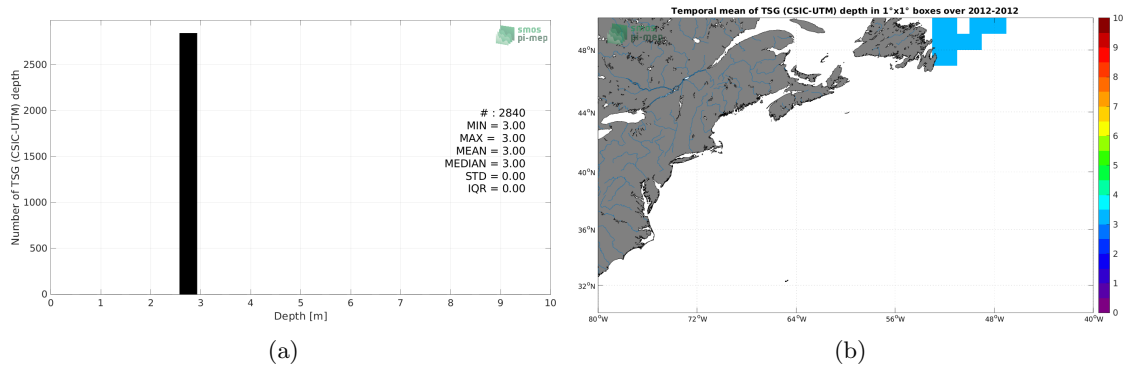 smos
pi-mep
Number of TSG (CSIC-UTM) depth
2500
2000
1500
1000
500
0
# : 2840
MIN = 3.00
MAX = 3.00
MEAN = 3.00
MEDIAN = 3.00
STD = 0.00
IQR = 0.00
0 1 2 3 4 5 6 7 8 9 10
Depth [m]
(a)
Temporal mean of TSG (CSIC-UTM) depth in 1°x1° boxes over 2012-2012
smos
pi-mep
48°N
44°N
40°N
36°N
32°N
80°W 72°W 64°W 56°W 48°W 40°W
10
9
8
7
6
5
4
3
2
1
0
(b)